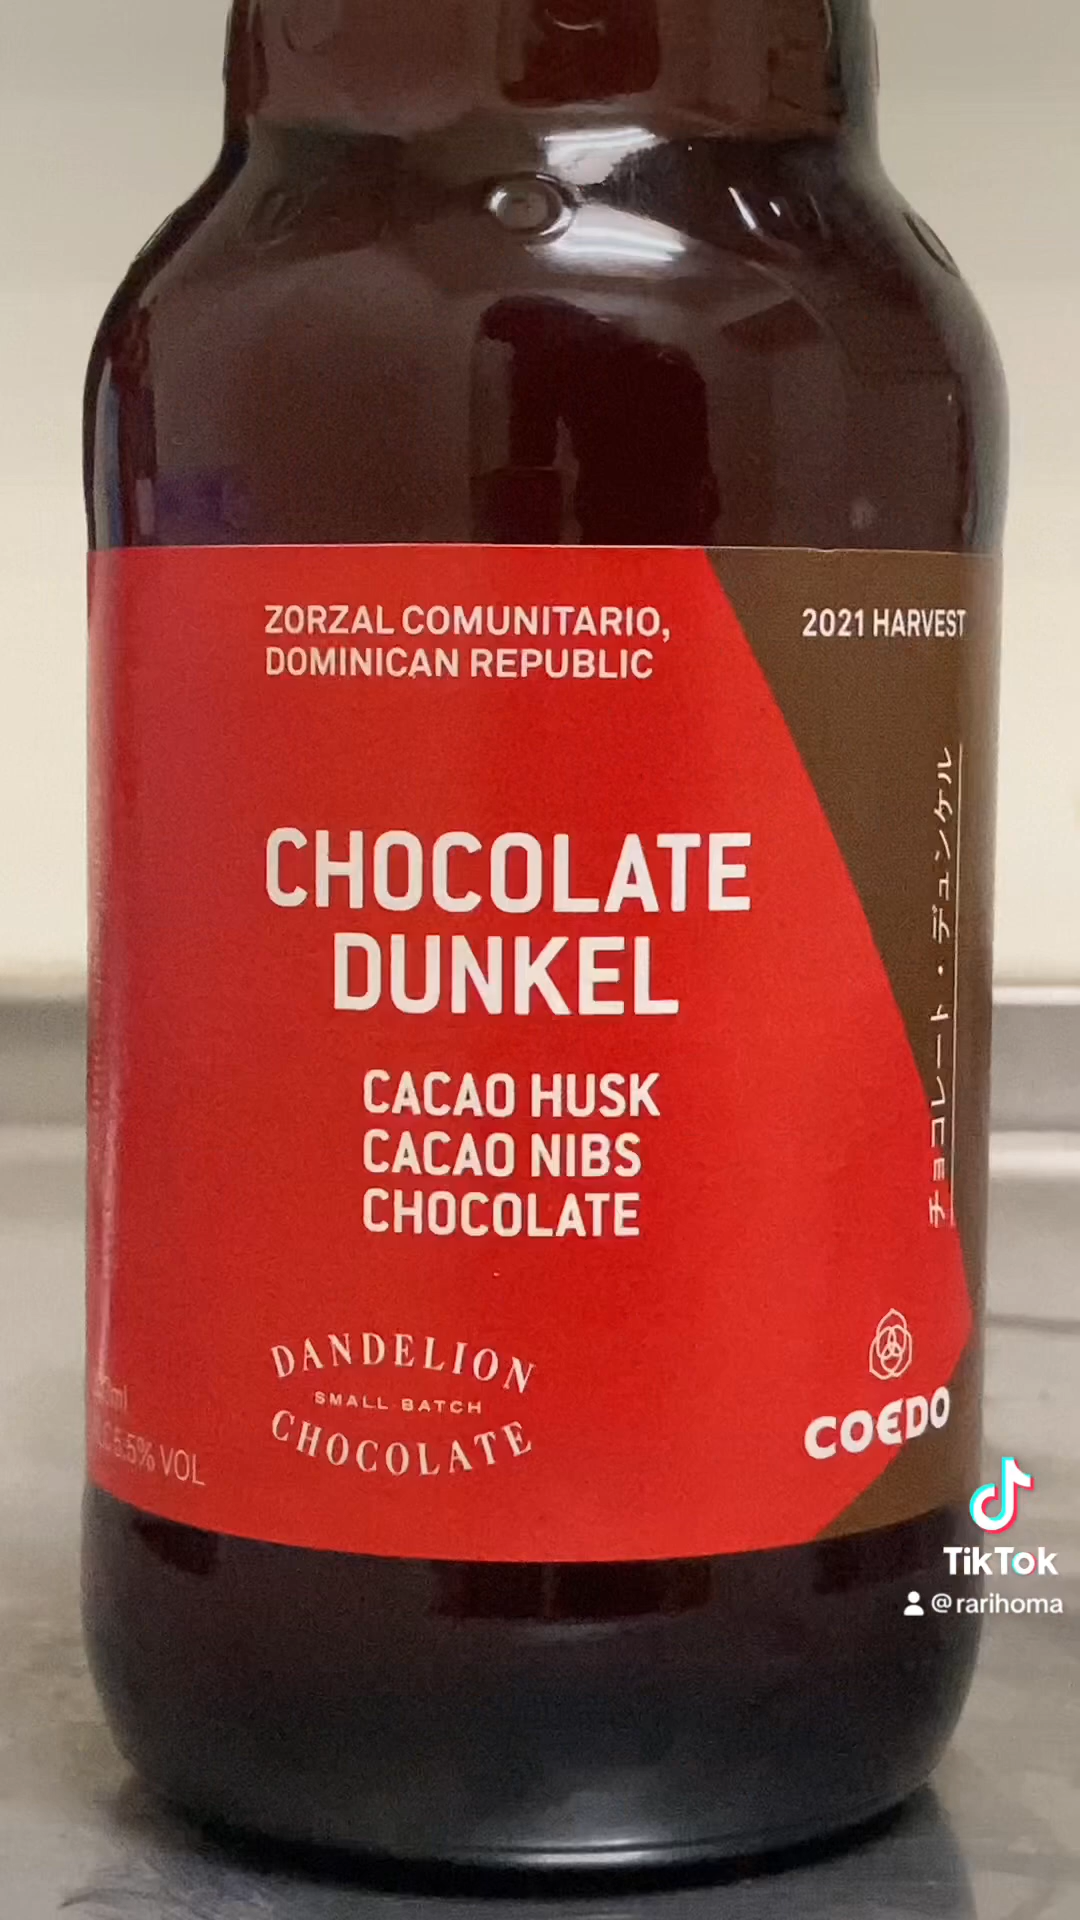 ZORZAL COMUNITARIO,
DOMINICAN REPUBLIC
2021 HARVEST
CHOCOLATE
DUNKEL
チョコレート・デュンケル
CACAO HUSK
CACAO NIBS
CHOCOLATE
DANDELION
SMALL BATCH
CHOCOLATE
COEDO
5.5% VOL
TikTok
@rarihoma